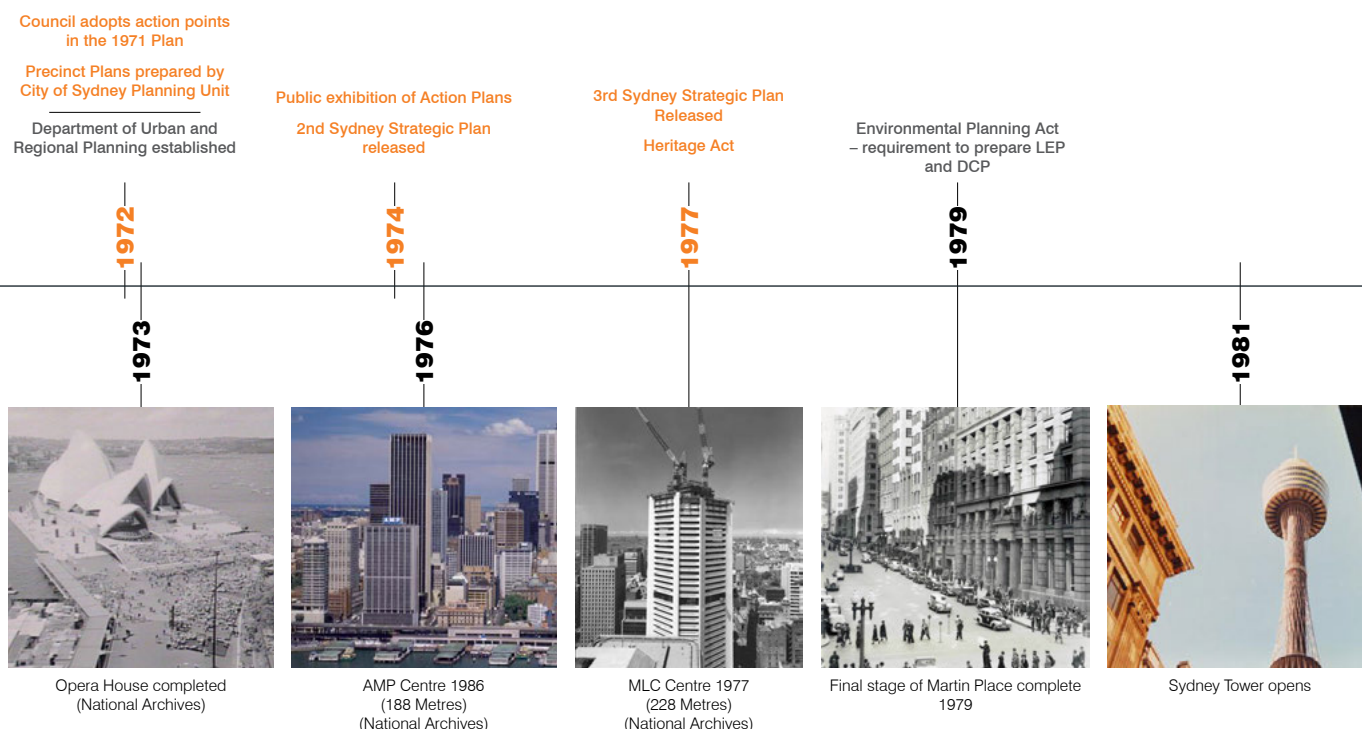 Council adopts action points
in the 1971 Plan
Precinct Plans prepared by
City of Sydney Planning Unit
Department of Urban and
Regional Planning established
1972
Public exhibition of Action Plans
2nd Sydney Strategic Plan
released
1974
3rd Sydney Strategic Plan
Released
Heritage Act
1977
Environmental Planning Act
– requirement to prepare LEP
and DCP
1979
1973
1976
1981
AMP
Opera House completed
(National Archives)
AMP Centre 1986
(188 Metres)
(National Archives)
MLC Centre 1977
(228 Metres)
(National Archives)
Final stage of Martin Place complete
1979
Sydney Tower opens